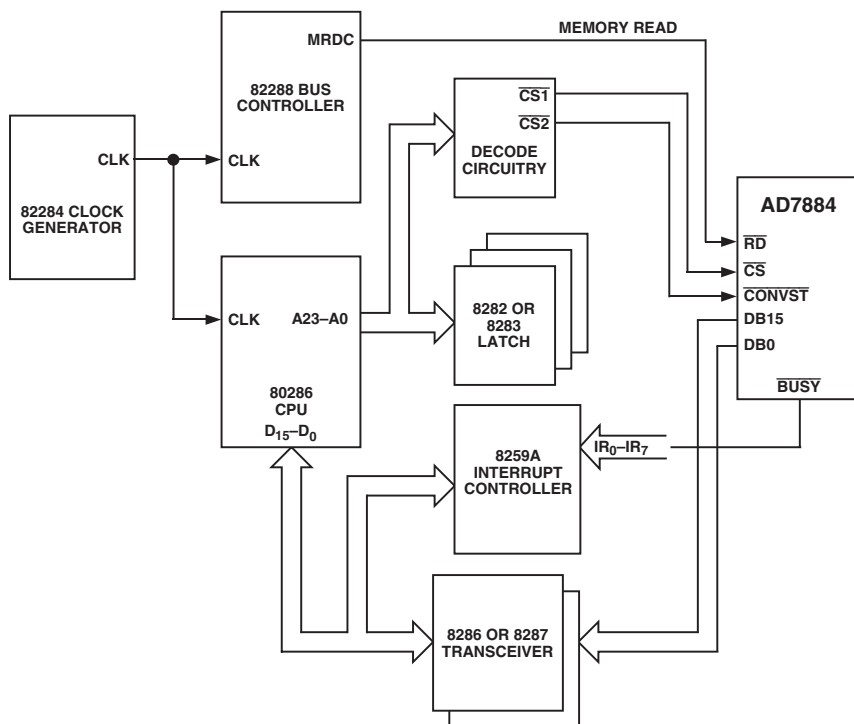 MEMORY READ
MRDC
82288 BUS
CONTROLLER
CLK
CLK
82284 CLOCK
GENERATOR
CS1
CS2
DECODE
CIRCUITRY
AD7884
RD
CS
CONVST
DB15
DB0
BUSY
CLK
A23–A0
80286
CPU
D15–D0
8282 OR
8283
LATCH
8259A
INTERRUPT
CONTROLLER
IR0–IR7
8286 OR 8287
TRANSCEIVER